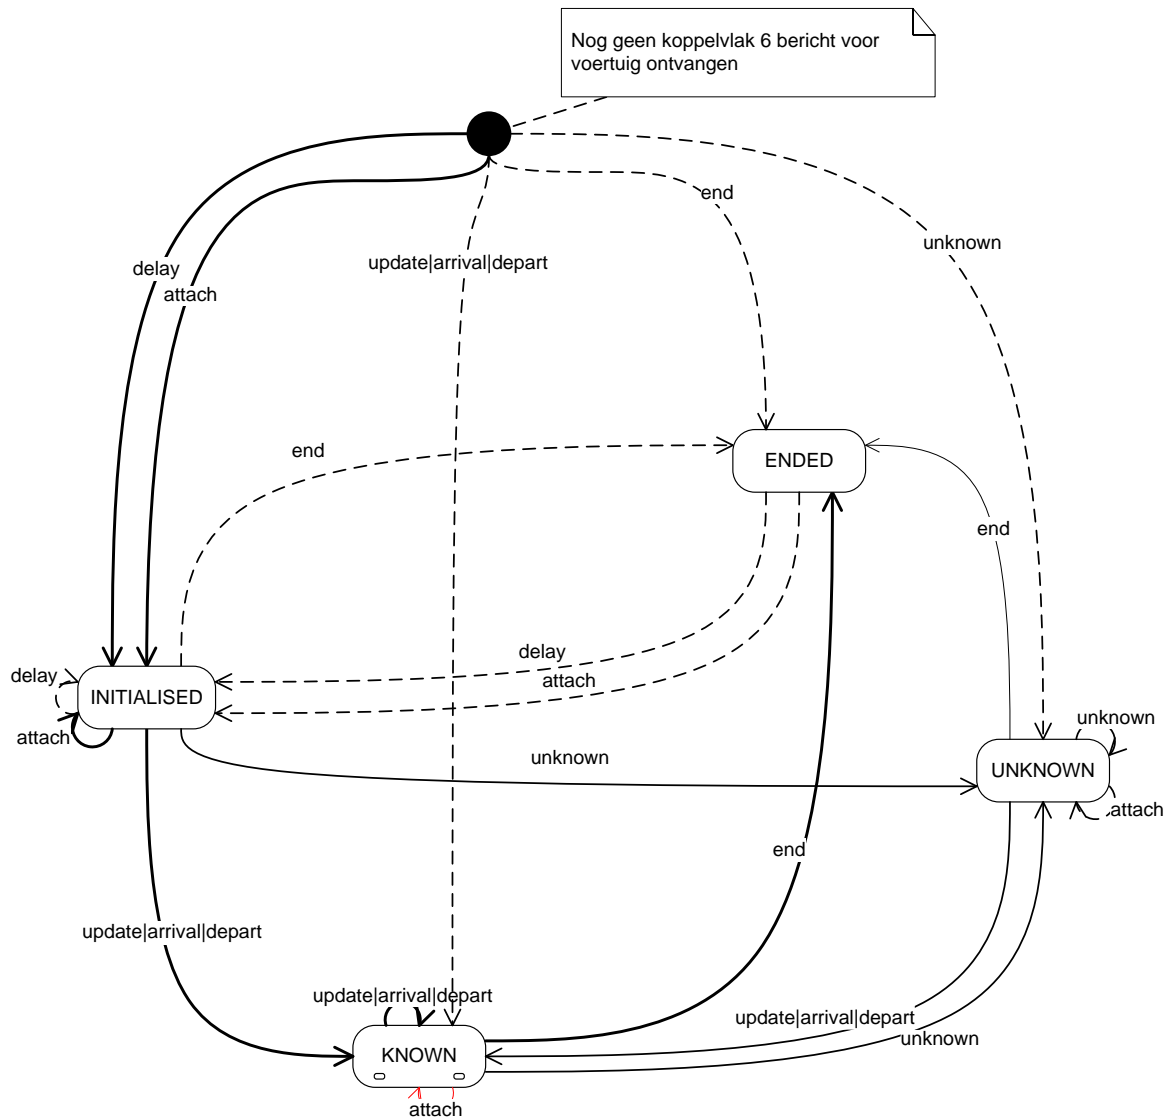 Nog geen koppelvlak 6 bericht voor
voertuig ontvangen
end
unknown
update|arrival|depart
delay
attach
end
ENDED
end
delay
attach
delay
INITIALISED
attach
unknown
unknown
UNKNOWN
attach
end
update|arrival|depart
update|arrival|depart
update|arrival|depart
unknown
KNOWN
attach